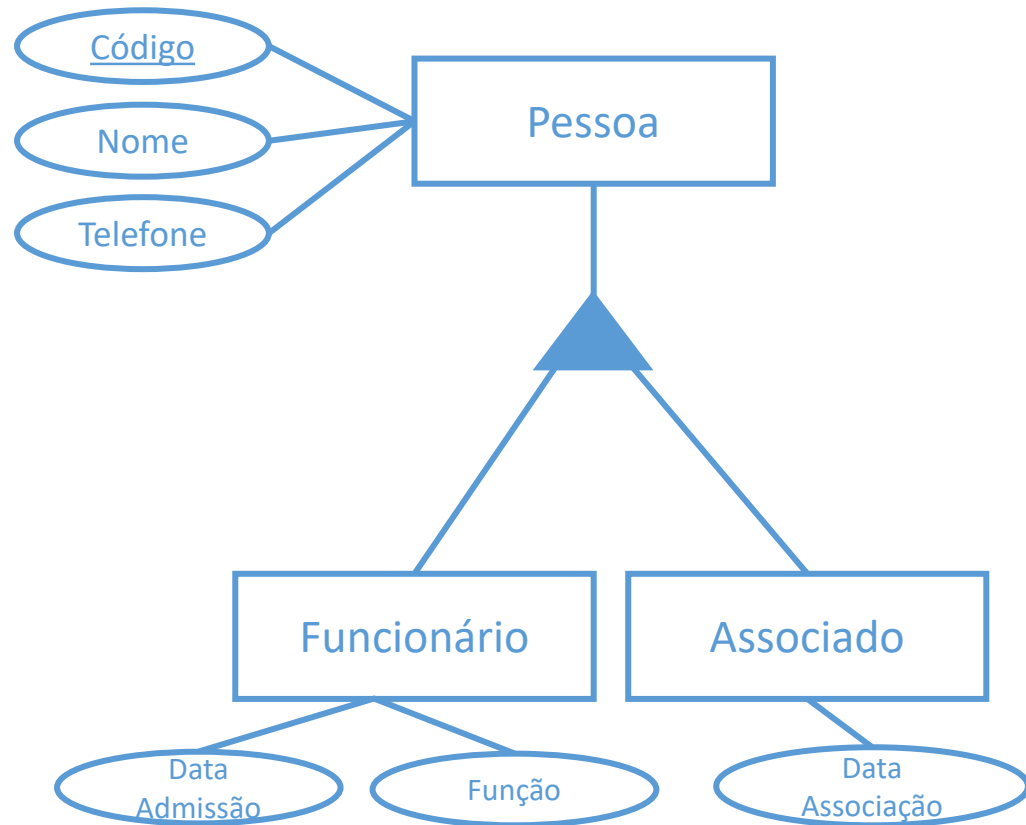 Código
Pessoa
Nome
Telefone
Funcionário
Associado
Data
Admissão
Função
Data
Associação